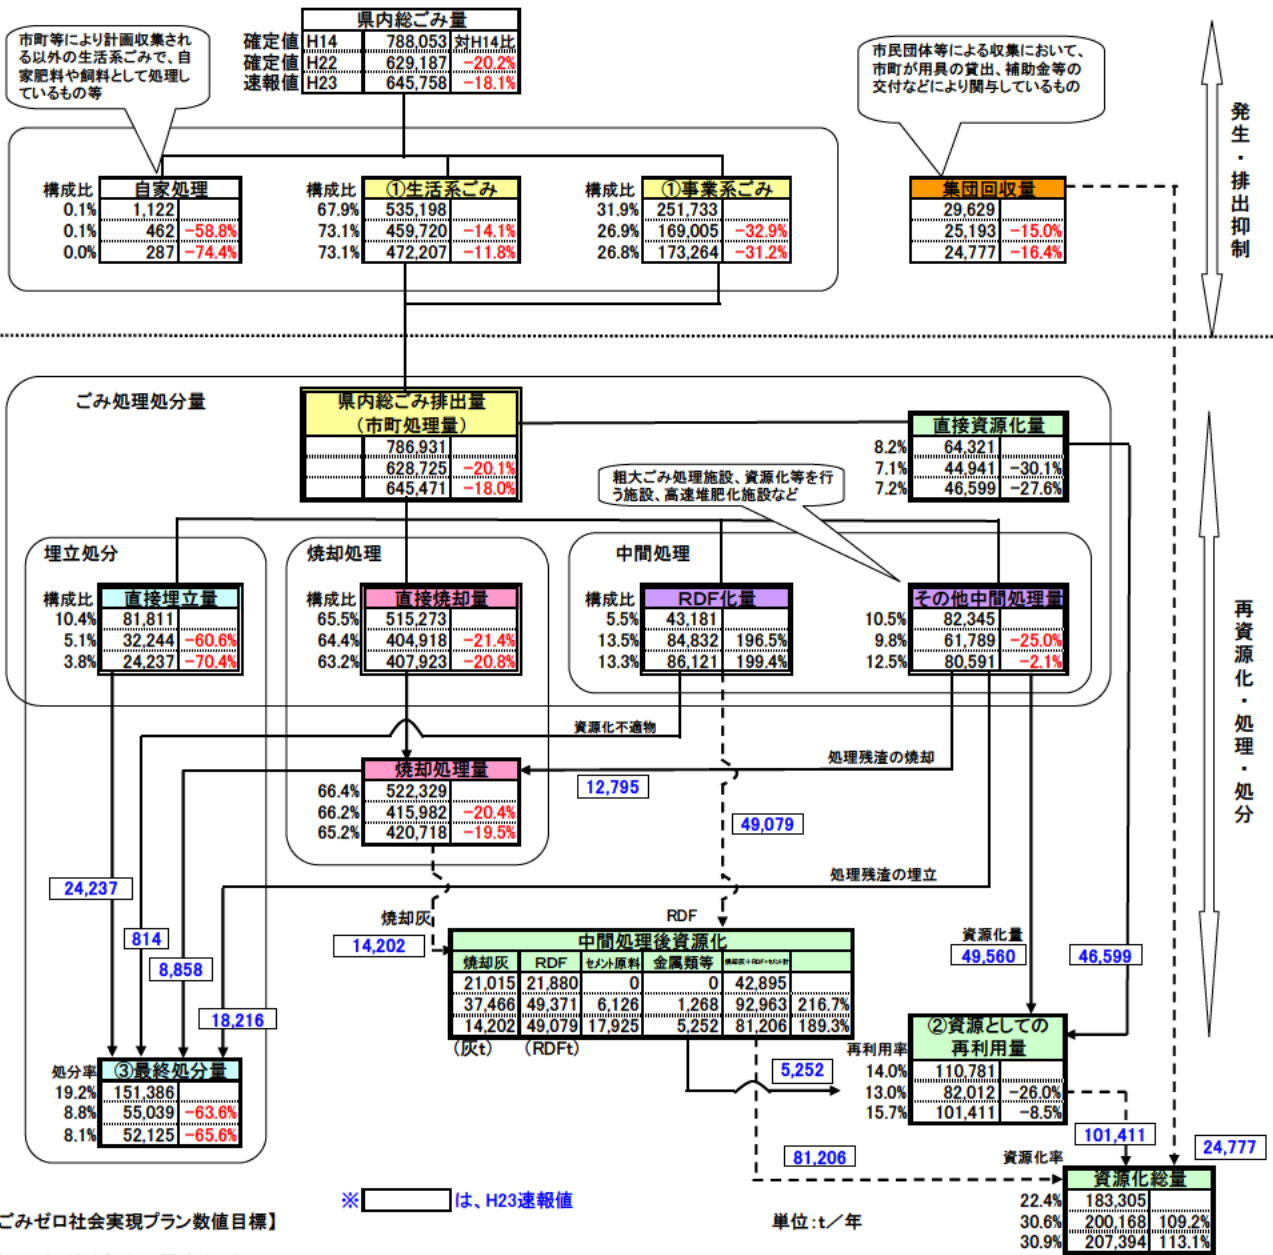 県内総ごみ量
確定値 H14 788,053 対H14比
確定値 H22 629,187 -20.2%
速報値 H23 645,758 -18.1%
市町等により計画収集され
る以外の生活系ごみで、自
家肥料や飼料として処理し
ているもの等
市民団体等による収集において、
市町が用具の貸出、補助金等の
交付などにより関与しているもの
発生・排出抑制
構成比 自家処理
0.1% 1,122
0.1% 462 -58.8%
0.0% 287 -74.4%
構成比 ①生活系ごみ
67.9% 535,198
73.1% 459,720 -14.1%
73.1% 472,207 -11.8%
構成比 ①事業系ごみ
31.9% 251,733
26.9% 169,005 -32.9%
26.8% 173,264 -31.2%
集団回収量
29,629
25,193 -15.0%
24,777 -16.4%
ごみ処理処分量
県内総ごみ排出量
（市町処理量）
786,931
628,725 -20.1%
645,471 -18.0%
直接資源化量
8.2% 64,321
7.1% 44,941 -30.1%
7.2% 46,599 -27.6%
粗大ごみ処理施設、資源化等を行
う施設、高速堆肥化施設など
再資源化・処理・処分
埋立処分
構成比 直接埋立量
10.4% 81,811
5.1% 32,244 -60.6%
3.8% 24,237 -70.4%
焼却処理
構成比 直接焼却量
65.5% 515,273
64.4% 404,918 -21.4%
63.2% 407,923 -20.8%
中間処理
構成比 RDF化量
5.5% 43,181
13.5% 84,832 196.5%
13.3% 86,121 199.4%
その他中間処理量
10.5% 82,345
9.8% 61,789 -25.0%
12.5% 80,591 -2.1%
資源化不適物
処理残渣の焼却
焼却処理量
66.4% 522,329
66.2% 415,982 -20.4%
65.2% 420,718 -19.5%
12,795
49,079
処理残渣の埋立
24,237
814
8,858
18,216
焼却灰
14,202
RDF
資源化量
49,560
46,599
中間処理後資源化
焼却灰 RDF セメント原料 金属類等 焼却灰+RDF+セメント計
21,015 21,880 0 0 42,895
37,466 49,371 6,126 1,268 92,963 216.7%
14,202 49,079 17,925 5,252 81,206 189.3%
(灰t) (RDFt)
5,252
②資源としての
再利用量
再利用率
14.0% 110,781
13.0% 82,012 -26.0%
15.7% 101,411 -8.5%
処分率 ③最終処分量
19.2% 151,386
8.8% 55,039 -63.6%
8.1% 52,125 -65.6%
81,206
101,411
24,777
資源化率 資源化総量
22.4% 183,305
30.6% 200,168 109.2%
30.9% 207,394 113.1%
※ は、H23速報値
単位：t／年
ごみゼロ社会実現プラン数値目標】